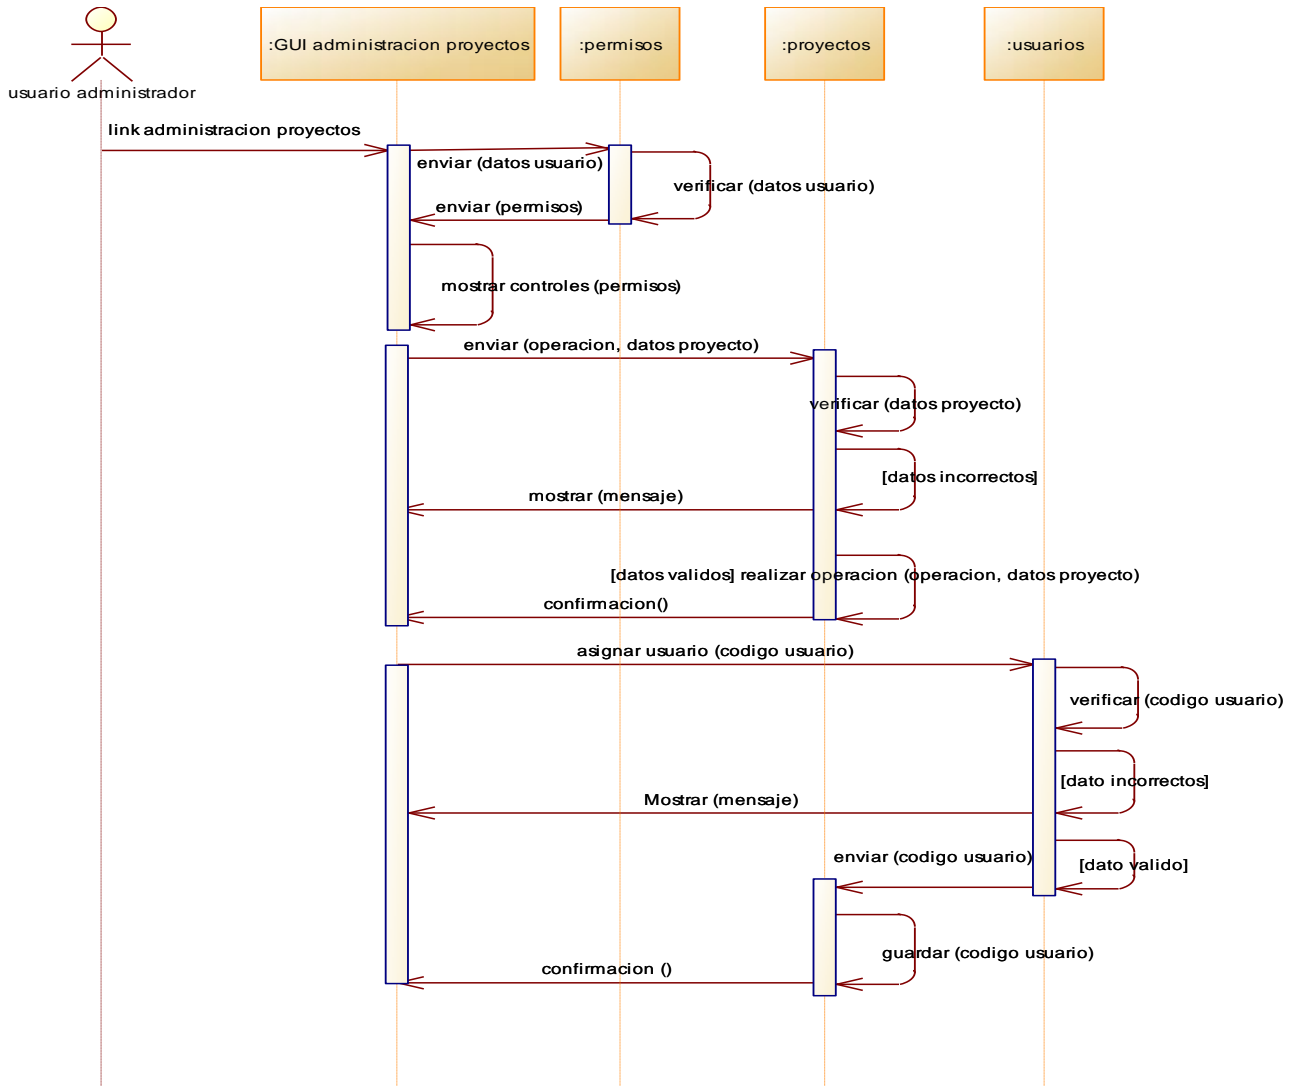 :GUI administracion proyectos
:permisos
:proyectos
:usuarios
usuario administrador
link administracion proyectos
enviar (datos usuario)
verificar (datos usuario)
enviar (permisos)
mostrar controles (permisos)
enviar (operacion, datos proyecto)
verificar (datos proyecto)
[datos incorrectos]
mostrar (mensaje)
[datos validos] realizar operacion (operacion, datos proyecto)
confirmacion()
asignar usuario (codigo usuario)
verificar (codigo usuario)
[dato incorrectos]
Mostrar (mensaje)
enviar (codigo usuario)
[dato valido]
guardar (codigo usuario)
confirmacion ()